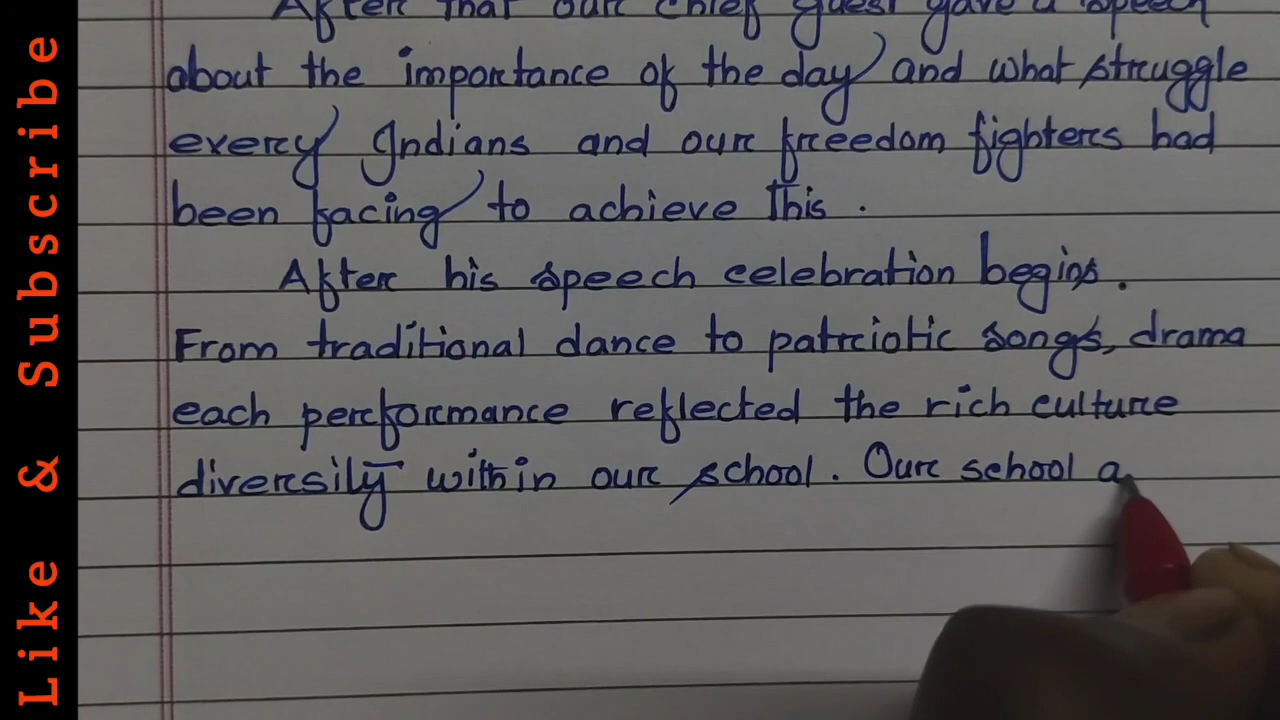 Like & Subscribe
After that our chief guest gave a speech
about the importance of the day and what struggle
every Indians and our freedom fighters had
been facing to achieve this.
After his speech celebration begins.
From traditional dance to patriotic songs, drama
each performance reflected the rich culture
diversity within our school. Our school a